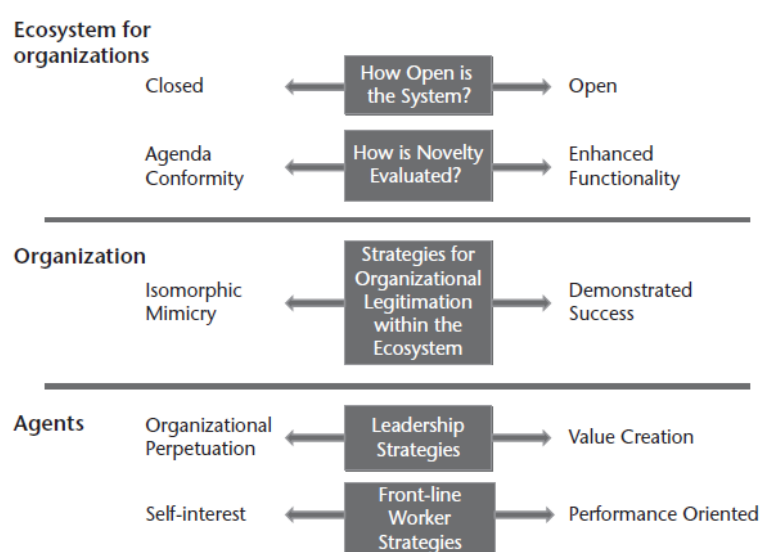 Ecosystem for
organizations
Closed
How Open is
the System?
Open
Agenda
Conformity
How is Novelty
Evaluated?
Enhanced
Functionality
Organization
Isomorphic
Mimicry
Strategies for
Organizational
Legitimation
within the
Ecosystem
Demonstrated
Success
Agents
Organizational
Perpetuation
Leadership
Strategies
Value Creation
Self-interest
Front-line
Worker
Strategies
Performance Oriented